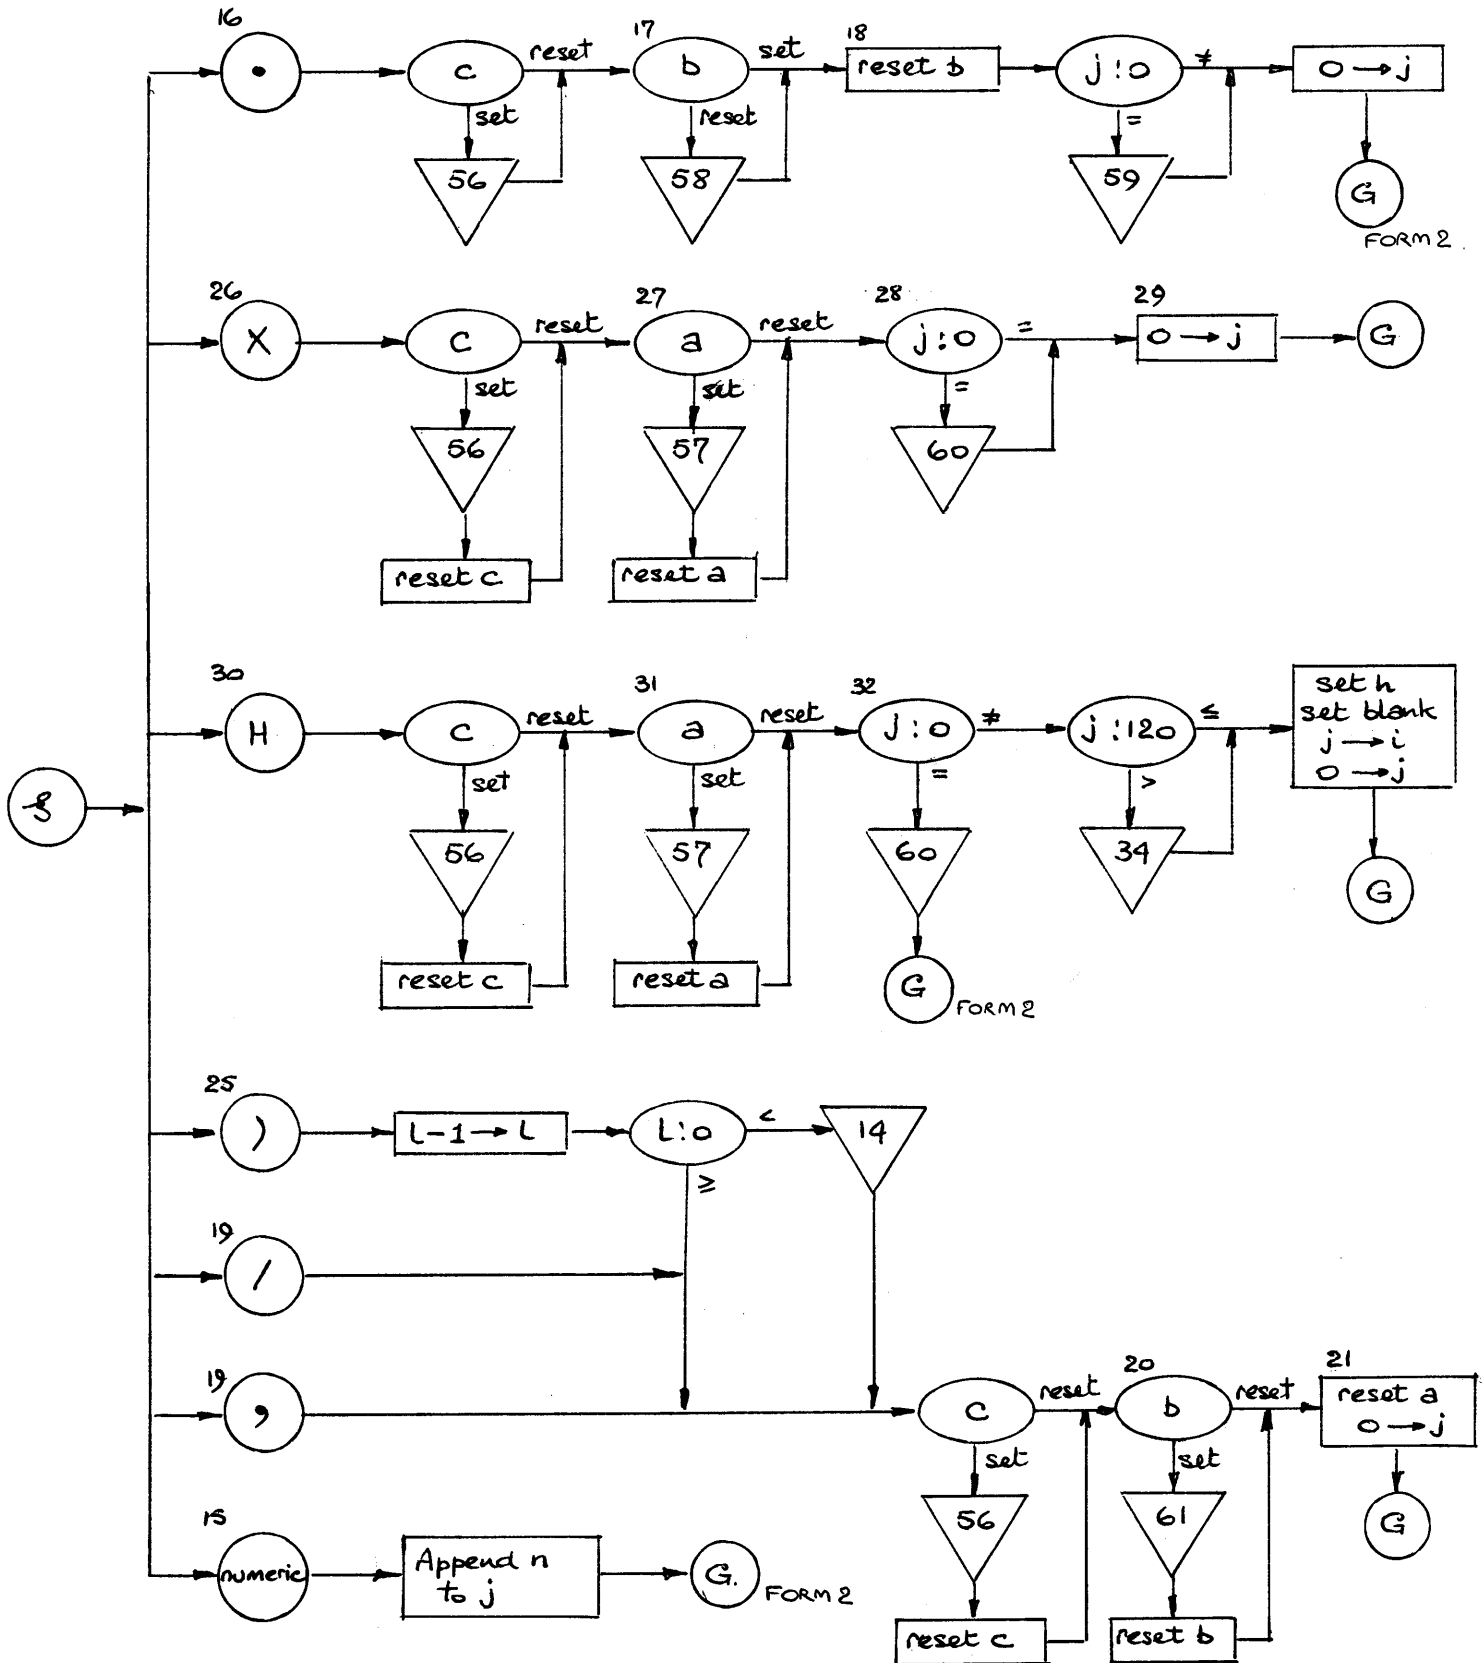 16
•
c
reset
set
56
17
b
set
reset
58
18
reset b
j:0
≠
=
59
0 → j
G
FORM 2
26
X
c
reset
set
56
reset c
27
a
reset
set
57
reset a
28
j:0
=
=
60
29
0 → j
G
30
H
c
reset
set
56
reset c
31
a
reset
set
57
reset a
32
j:0
≠
=
60
G
FORM 2
j:120
≤
>
34
set h
set blank
j → i
0 → j
G
25
)
L-1 → L
L:0
<
≥
14
19
/
19
,
c
reset
set
56
reset c
20
b
reset
set
61
reset b
21
reset a
0 → j
G
15
numeric
Append n
to j
G.
FORM 2